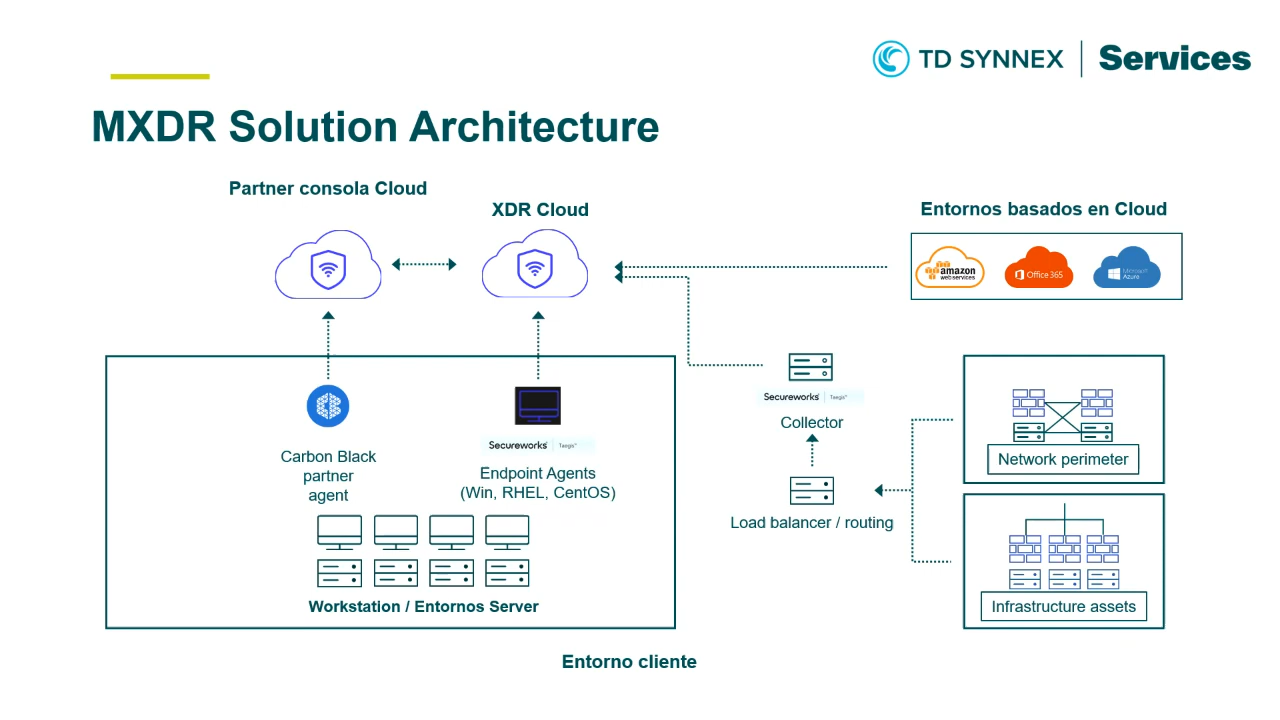 TD SYNNEX Services
MXDR Solution Architecture
Partner consola Cloud
XDR Cloud
Entornos basados en Cloud
amazon
web services
Office 365
Microsoft
Azure
Secureworks Taegis™
Collector
Carbon Black
partner
agent
Secureworks Taegis™
Endpoint Agents
(Win, RHEL, CentOS)
Load balancer / routing
Network perimeter
Workstation / Entornos Server
Infrastructure assets
Entorno cliente